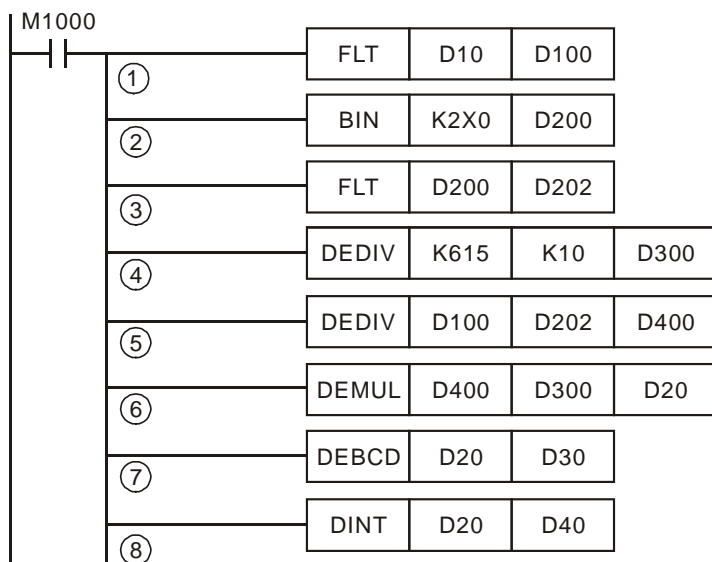 M1000
① FLT D10 D100
② BIN K2X0 D200
③ FLT D200 D202
④ DEDIV K615 K10 D300
⑤ DEDIV D100 D202 D400
⑥ DEMUL D400 D300 D20
⑦ DEBCD D20 D30
⑧ DINT D20 D40